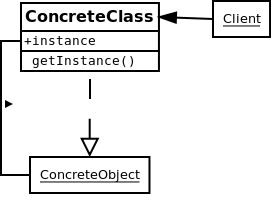 ConcreteClass
Client
+instance
getInstance()
ConcreteObject